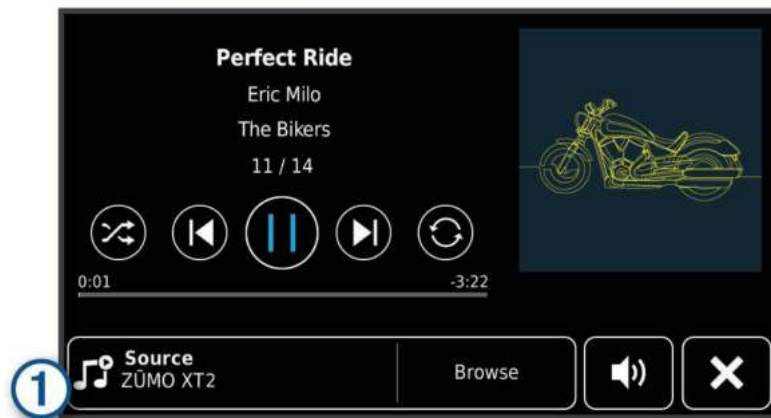 Perfect Ride
Eric Milo
The Bikers
11 / 14
0:01 -3:22
Source
ZŪMO XT2
Browse
1